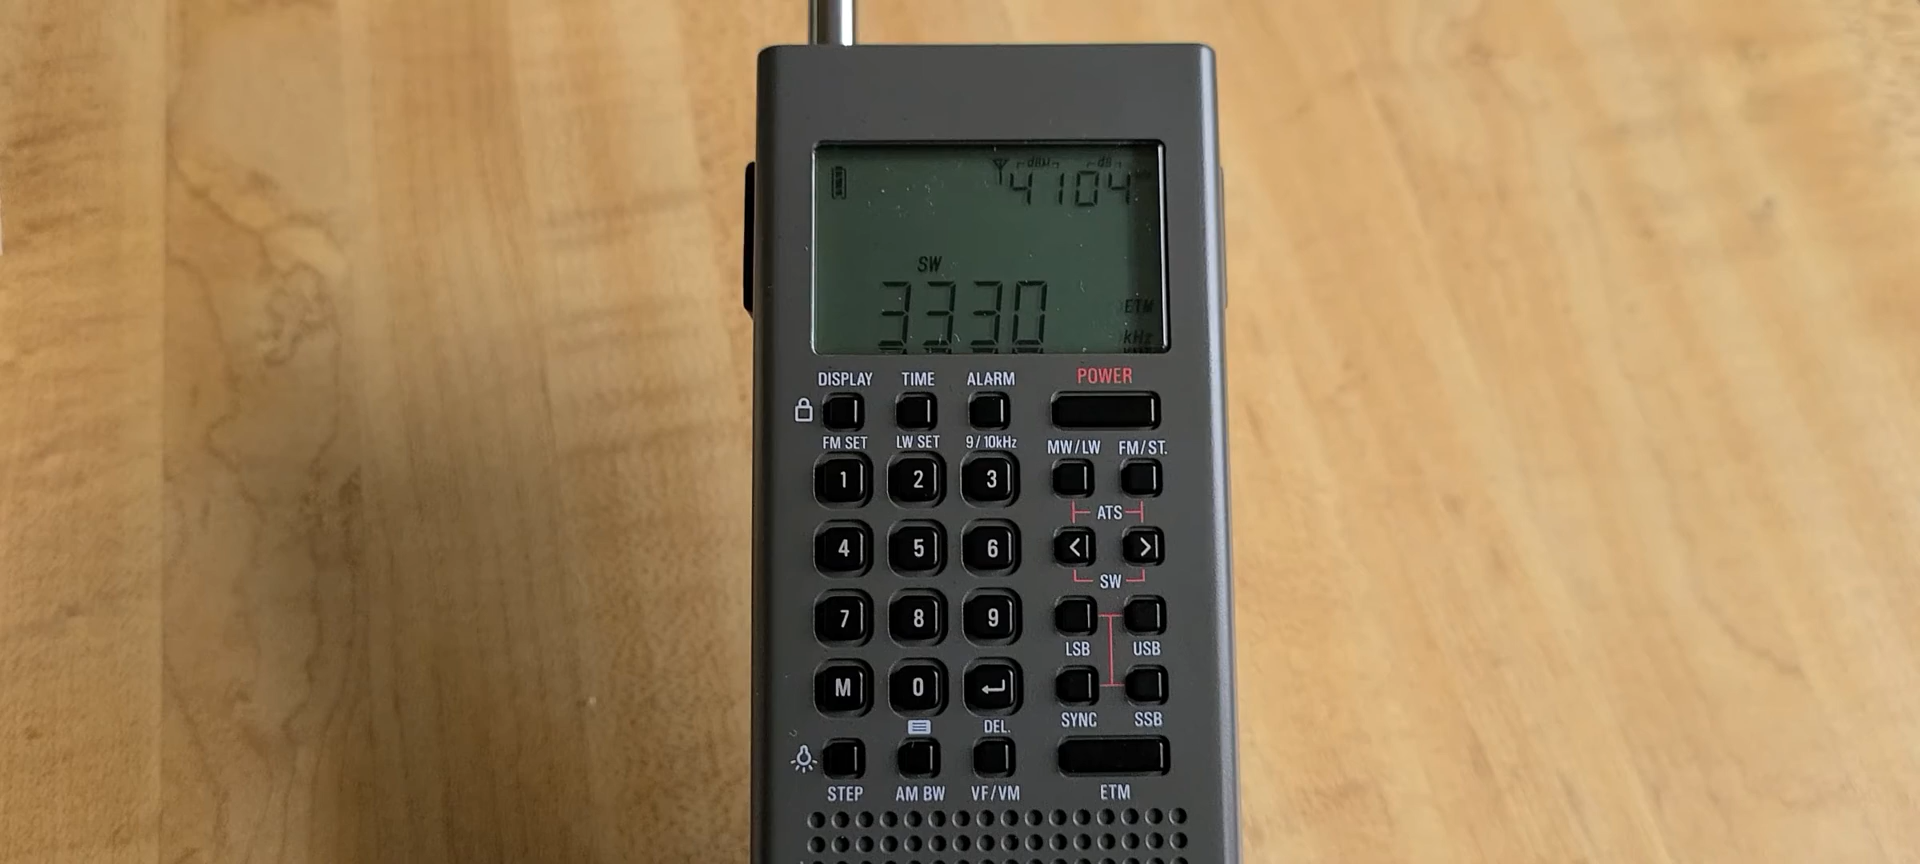 dBµ dB
4104
SW
3330
ETM
kHz
DISPLAY TIME ALARM POWER
FM SET LW SET 9/10kHz MW/LW FM/ST.
1 2 3
ATS
4 5 6 < >
SW
7 8 9
LSB USB
M 0
DEL. SYNC SSB
STEP AM BW VF/VM ETM